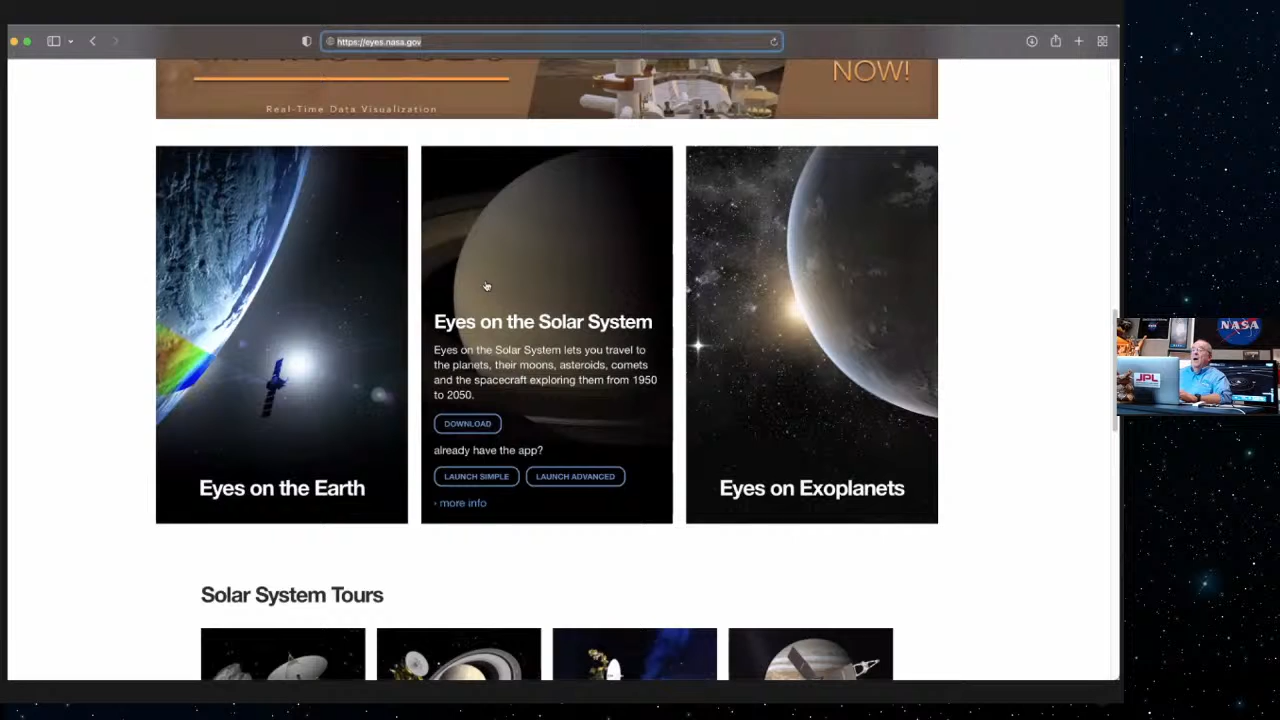 https://eyes.nasa.gov
NOW!
Real-Time Data Visualization
Eyes on the Solar System
Eyes on the Solar System lets you travel to
the planets, their moons, asteroids, comets
and the spacecraft exploring them from 1950
to 2050.
DOWNLOAD
already have the app?
LAUNCH SIMPLE
LAUNCH ADVANCED
› more info
Eyes on the Earth
Eyes on Exoplanets
Solar System Tours
NASA
JPL